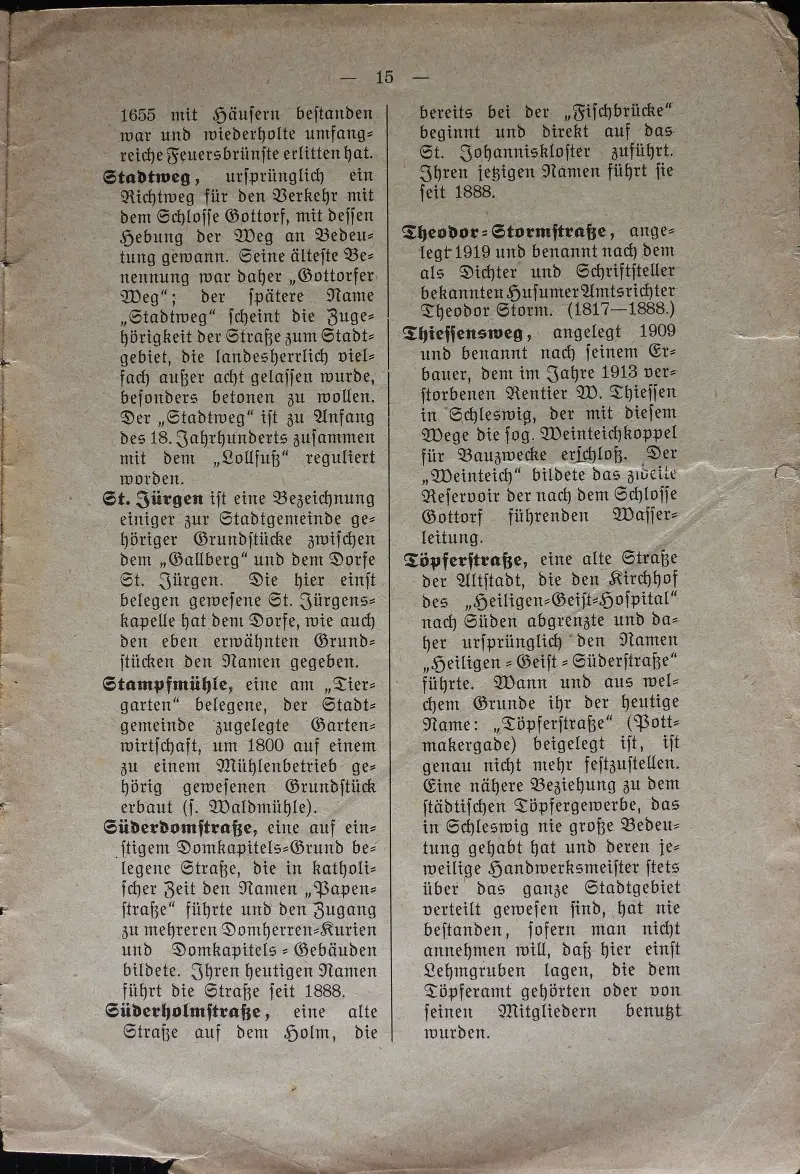 — 15 —
1655 mit Häusern bestanden
war und wiederholte umfang=
reiche Feuersbrünste erlitten hat.
Stadtweg, ursprünglich ein
Richtweg für den Verkehr mit
dem Schlosse Gottorf, mit dessen
Hebung der Weg an Bedeu=
tung gewann. Seine älteste Be=
nennung war daher „Gottorfer
Weg“; der spätere Name
„Stadtweg“ scheint die Zuge=
hörigkeit der Straße zum Stadt=
gebiet, die landesherrlich viel=
fach außer acht gelassen wurde,
besonders betonen zu wollen.
Der „Stadtweg“ ist zu Anfang
des 18. Jahrhunderts zusammen
mit dem „Lollfuß“ reguliert
worden.
St. Jürgen ist eine Bezeichnung
einiger zur Stadtgemeinde ge=
höriger Grundstücke zwischen
dem „Gallberg“ und dem Dorfe
St. Jürgen. Die hier einst
belegen gewesene St. Jürgens=
kapelle hat dem Dorfe, wie auch
den eben erwähnten Grund=
stücken den Namen gegeben.
Stampfmühle, eine am „Tier=
garten“ belegene, der Stadt=
gemeinde zugelegte Garten=
wirtschaft, um 1800 auf einem
zu einem Mühlenbetrieb ge=
hörig gewesenen Grundstück
erbaut (s. Waldmühle).
Süderdomstraße, eine auf ein=
stigem Domkapitels=Grund be=
legene Straße, die in katholi=
scher Zeit den Namen „Papen=
straße“ führte und den Zugang
zu mehreren Domherren=Kurien
und Domkapitels = Gebäuden
bildete. Ihren heutigen Namen
führt die Straße seit 1888.
Süderholmstraße, eine alte
Straße auf dem Holm, die
bereits bei der „Fischbrücke“
beginnt und direkt auf das
St. Johanniskloster zuführt.
Ihren jetzigen Namen führt sie
seit 1888.
Theodor=Stormstraße, ange=
legt 1919 und benannt nach dem
als Dichter und Schriftsteller
bekannten Husumer Amtsrichter
Theodor Storm. (1817—1888.)
Thiessensweg, angelegt 1909
und benannt nach seinem Er=
bauer, dem im Jahre 1913 ver=
storbenen Rentier W. Thiessen
in Schleswig, der mit diesem
Wege die sog. Weinteichkoppel
für Bauzwecke erschloß. Der
„Weinteich“ bildete das zweite
Reservoir der nach dem Schlosse
Gottorf führenden Wasser=
leitung.
Töpferstraße, eine alte Straße
der Altstadt, die den Kirchhof
des „Heiligen=Geist=Hospital“
nach Süden abgrenzte und da=
her ursprünglich den Namen
„Heiligen = Geist = Süderstraße“
führte. Wann und aus wel=
chem Grunde ihr der heutige
Name: „Töpferstraße“ (Pott=
makergade) beigelegt ist, ist
genau nicht mehr festzustellen.
Eine nähere Beziehung zu dem
städtischen Töpfergewerbe, das
in Schleswig nie große Bedeu=
tung gehabt hat und deren je=
weilige Handwerksmeister stets
über das ganze Stadtgebiet
verteilt gewesen sind, hat nie
bestanden, sofern man nicht
annehmen will, daß hier einst
Lehmgruben lagen, die dem
Töpferamt gehörten oder von
seinen Mitgliedern benutzt
wurden.